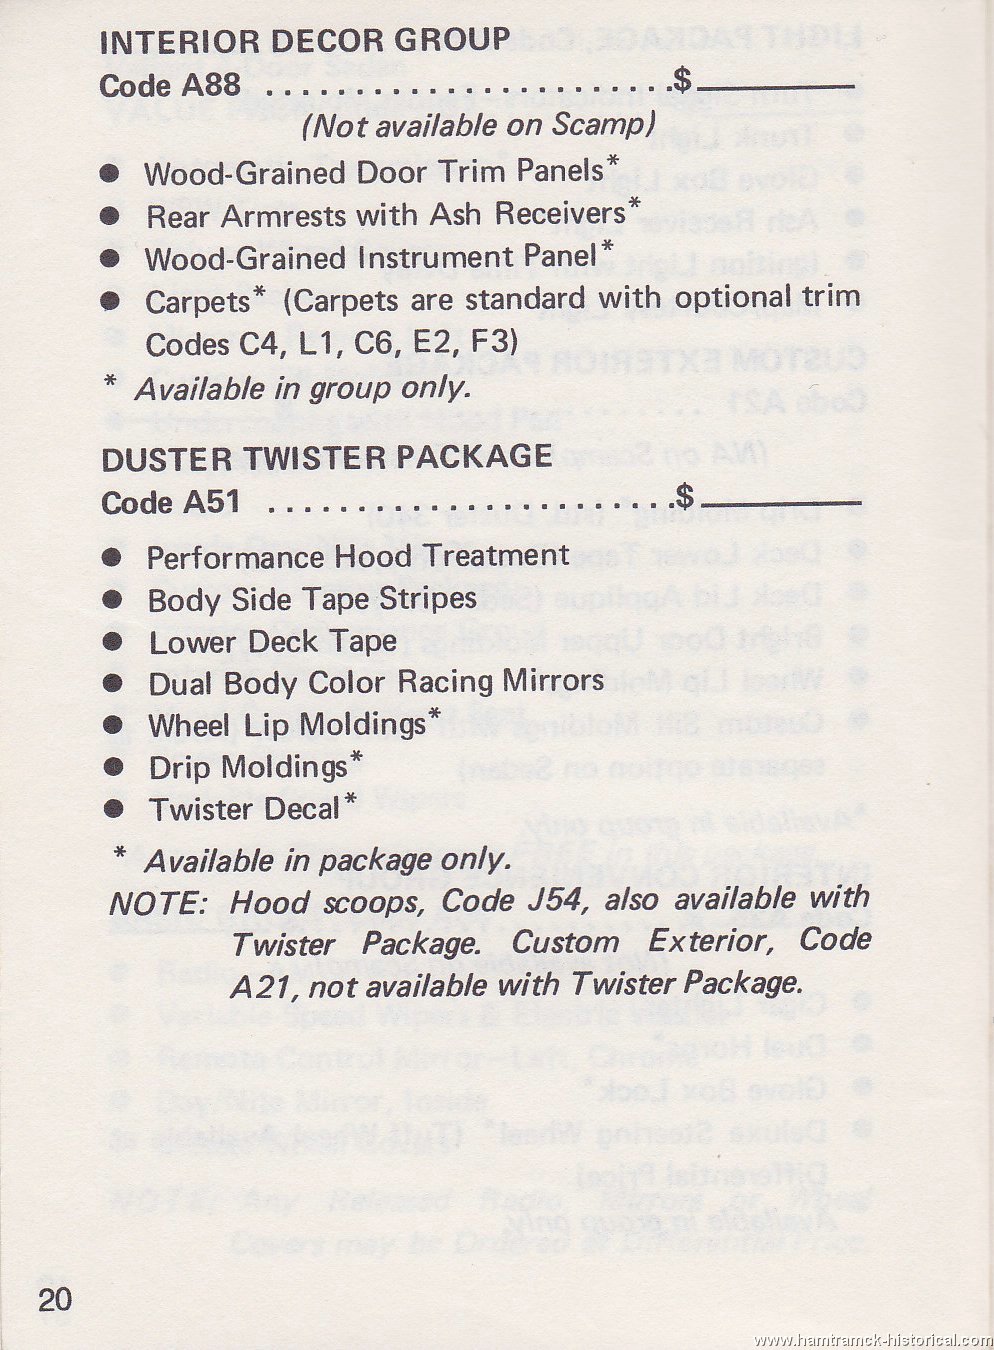 INTERIOR DECOR GROUP
Code A88 ........................$
(Not available on Scamp)
● Wood-Grained Door Trim Panels*
● Rear Armrests with Ash Receivers*
● Wood-Grained Instrument Panel*
● Carpets* (Carpets are standard with optional trim
Codes C4, L1, C6, E2, F3)
* Available in group only.
DUSTER TWISTER PACKAGE
Code A51 ........................$
● Performance Hood Treatment
● Body Side Tape Stripes
● Lower Deck Tape
● Dual Body Color Racing Mirrors
● Wheel Lip Moldings*
● Drip Moldings*
● Twister Decal*
* Available in package only.
NOTE: Hood scoops, Code J54, also available with
Twister Package. Custom Exterior, Code
A21, not available with Twister Package.
20
www.hamtramck-historical.com